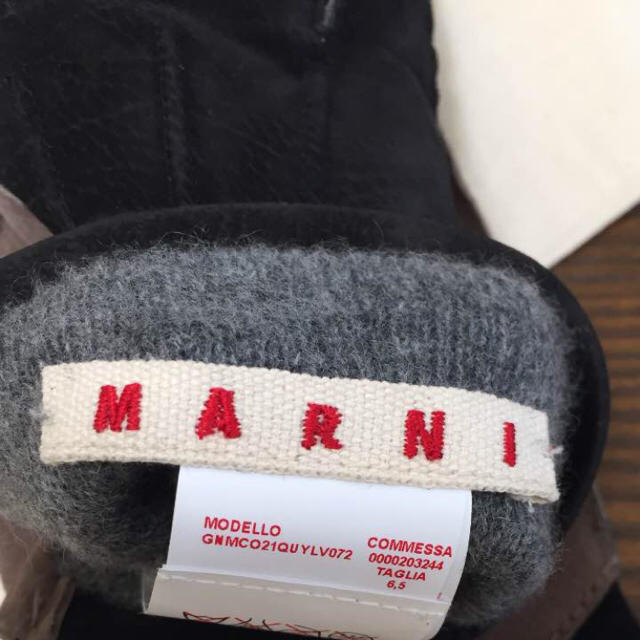 MARNI
MODELLO
GNMCO21QUYLV072
COMMESSA
0000203244
TAGLIA
6,5